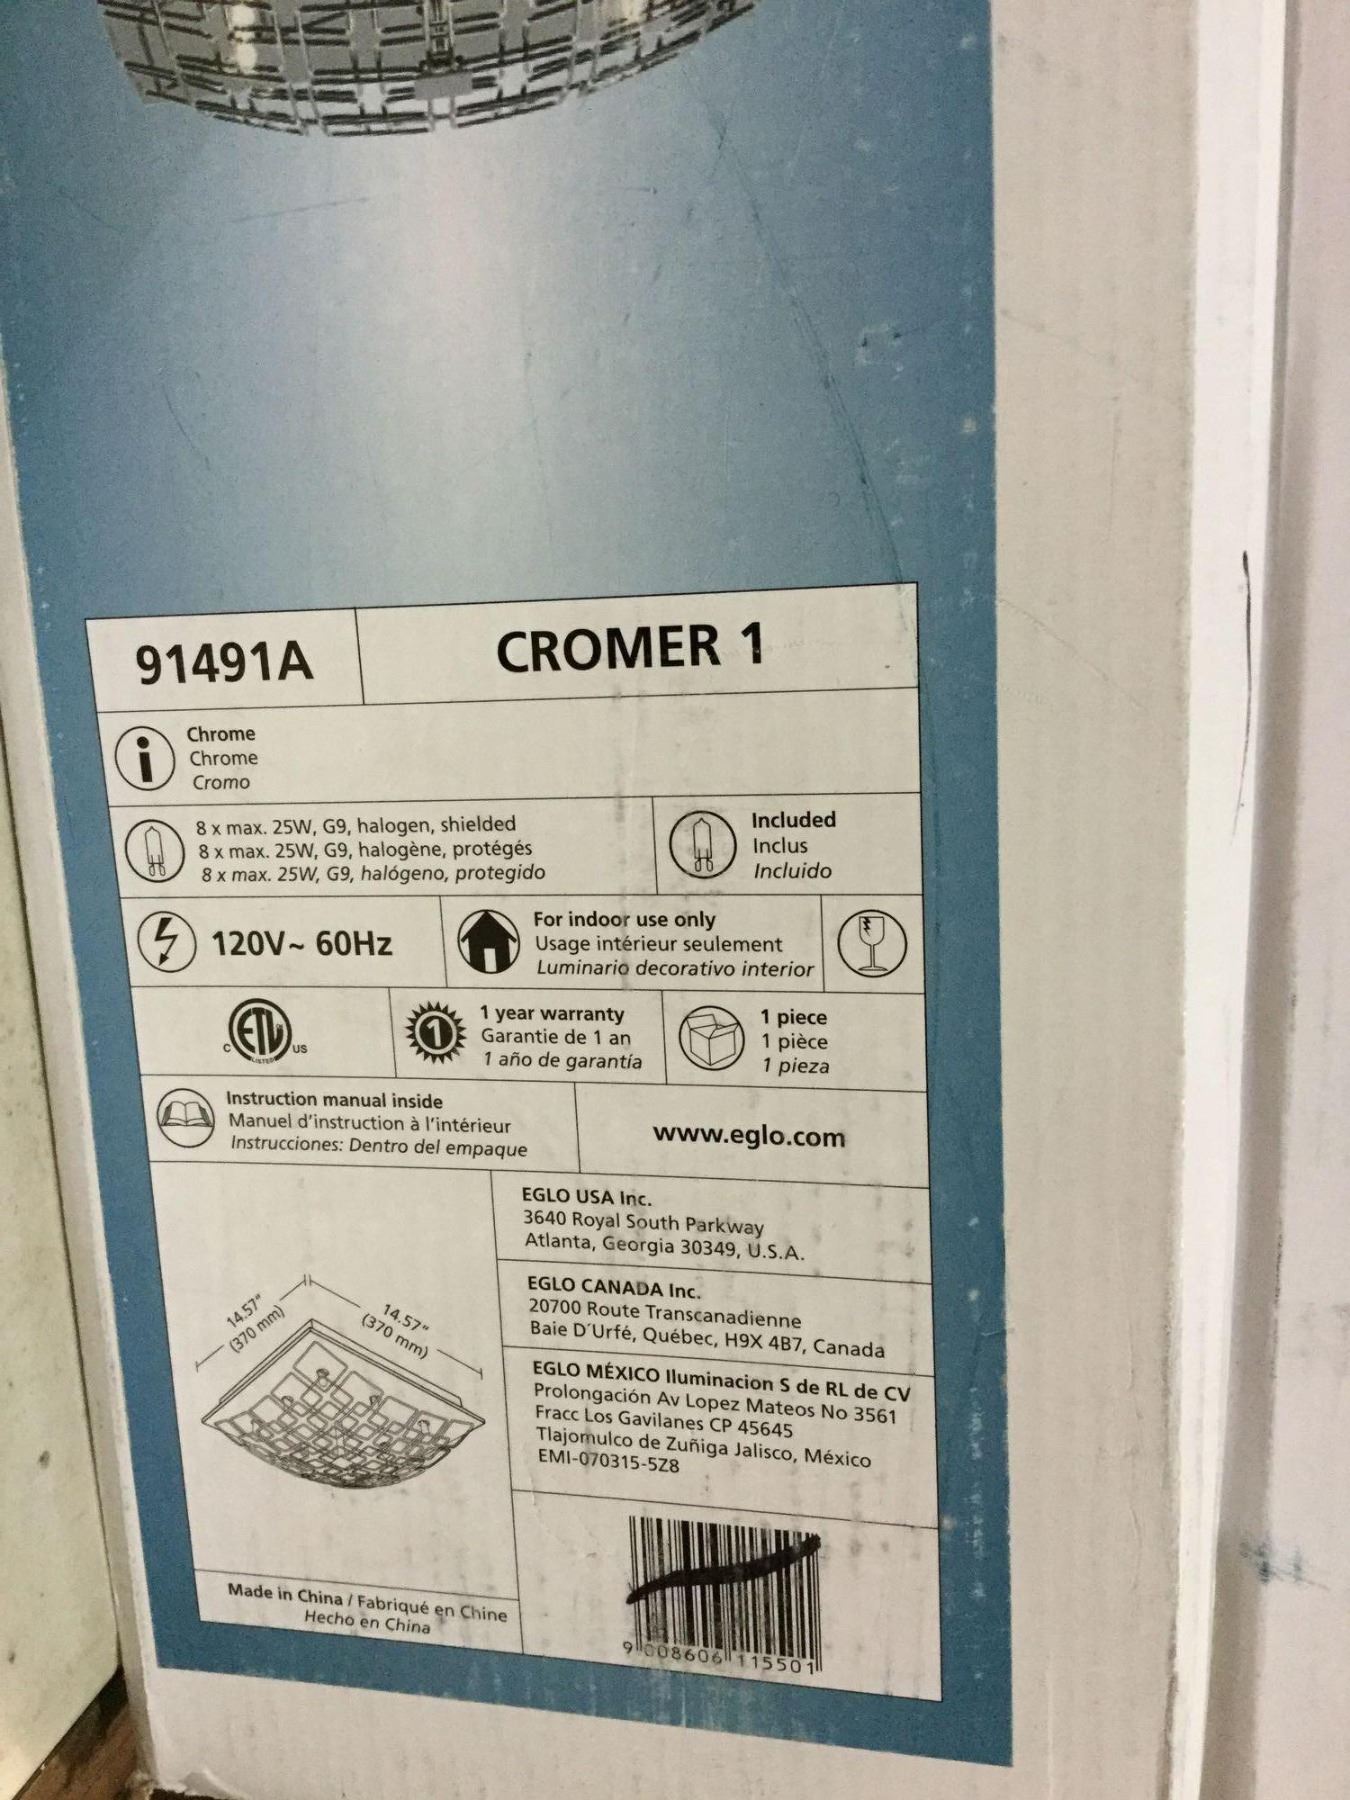 91491A
CROMER 1
i
Chrome
Chrome
Cromo
8 x max. 25W, G9, halogen, shielded
8 x max. 25W, G9, halogène, protégés
8 x max. 25W, G9, halógeno, protegido
Included
Inclus
Incluido
120V~ 60Hz
For indoor use only
Usage intérieur seulement
Luminario decorativo interior
C ETL US
LISTED
1
1 year warranty
Garantie de 1 an
1 año de garantía
1 piece
1 pièce
1 pieza
Instruction manual inside
Manuel d'instruction à l'intérieur
Instrucciones: Dentro del empaque
www.eglo.com
14.57"
(370 mm)
14.57"
(370 mm)
EGLO USA Inc.
3640 Royal South Parkway
Atlanta, Georgia 30349, U.S.A.
EGLO CANADA Inc.
20700 Route Transcanadienne
Baie D'Urfé, Québec, H9X 4B7, Canada
EGLO MÉXICO Iluminacion S de RL de CV
Prolongación Av Lopez Mateos No 3561
Fracc Los Gavilanes CP 45645
Tlajomulco de Zuñiga Jalisco, México
EMI-070315-5Z8
Made in China / Fabriqué en Chine
Hecho en China
9 008606 115501